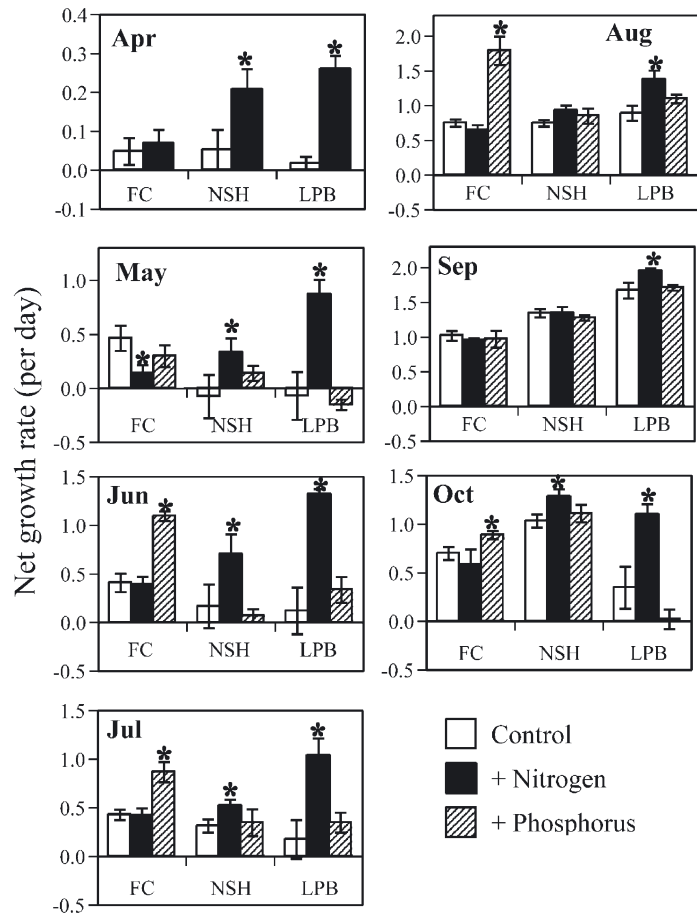 Net growth rate (per day)
Apr
0.4
0.3
0.2
0.1
0.0
-0.1
*
*
FC
NSH
LPB
Aug
2.0
1.5
1.0
0.5
0.0
-0.5
*
*
FC
NSH
LPB
May
1.0
0.5
0.0
-0.5
*
*
*
FC
NSH
LPB
Sep
2.0
1.5
1.0
0.5
0.0
*
FC
NSH
LPB
Jun
1.5
1.0
0.5
0.0
-0.5
*
*
*
FC
NSH
LPB
Oct
1.5
1.0
0.5
0.0
-0.5
*
*
*
FC
NSH
LPB
Jul
1.5
1.0
0.5
0.0
-0.5
*
*
*
FC
NSH
LPB
Control
+ Nitrogen
+ Phosphorus